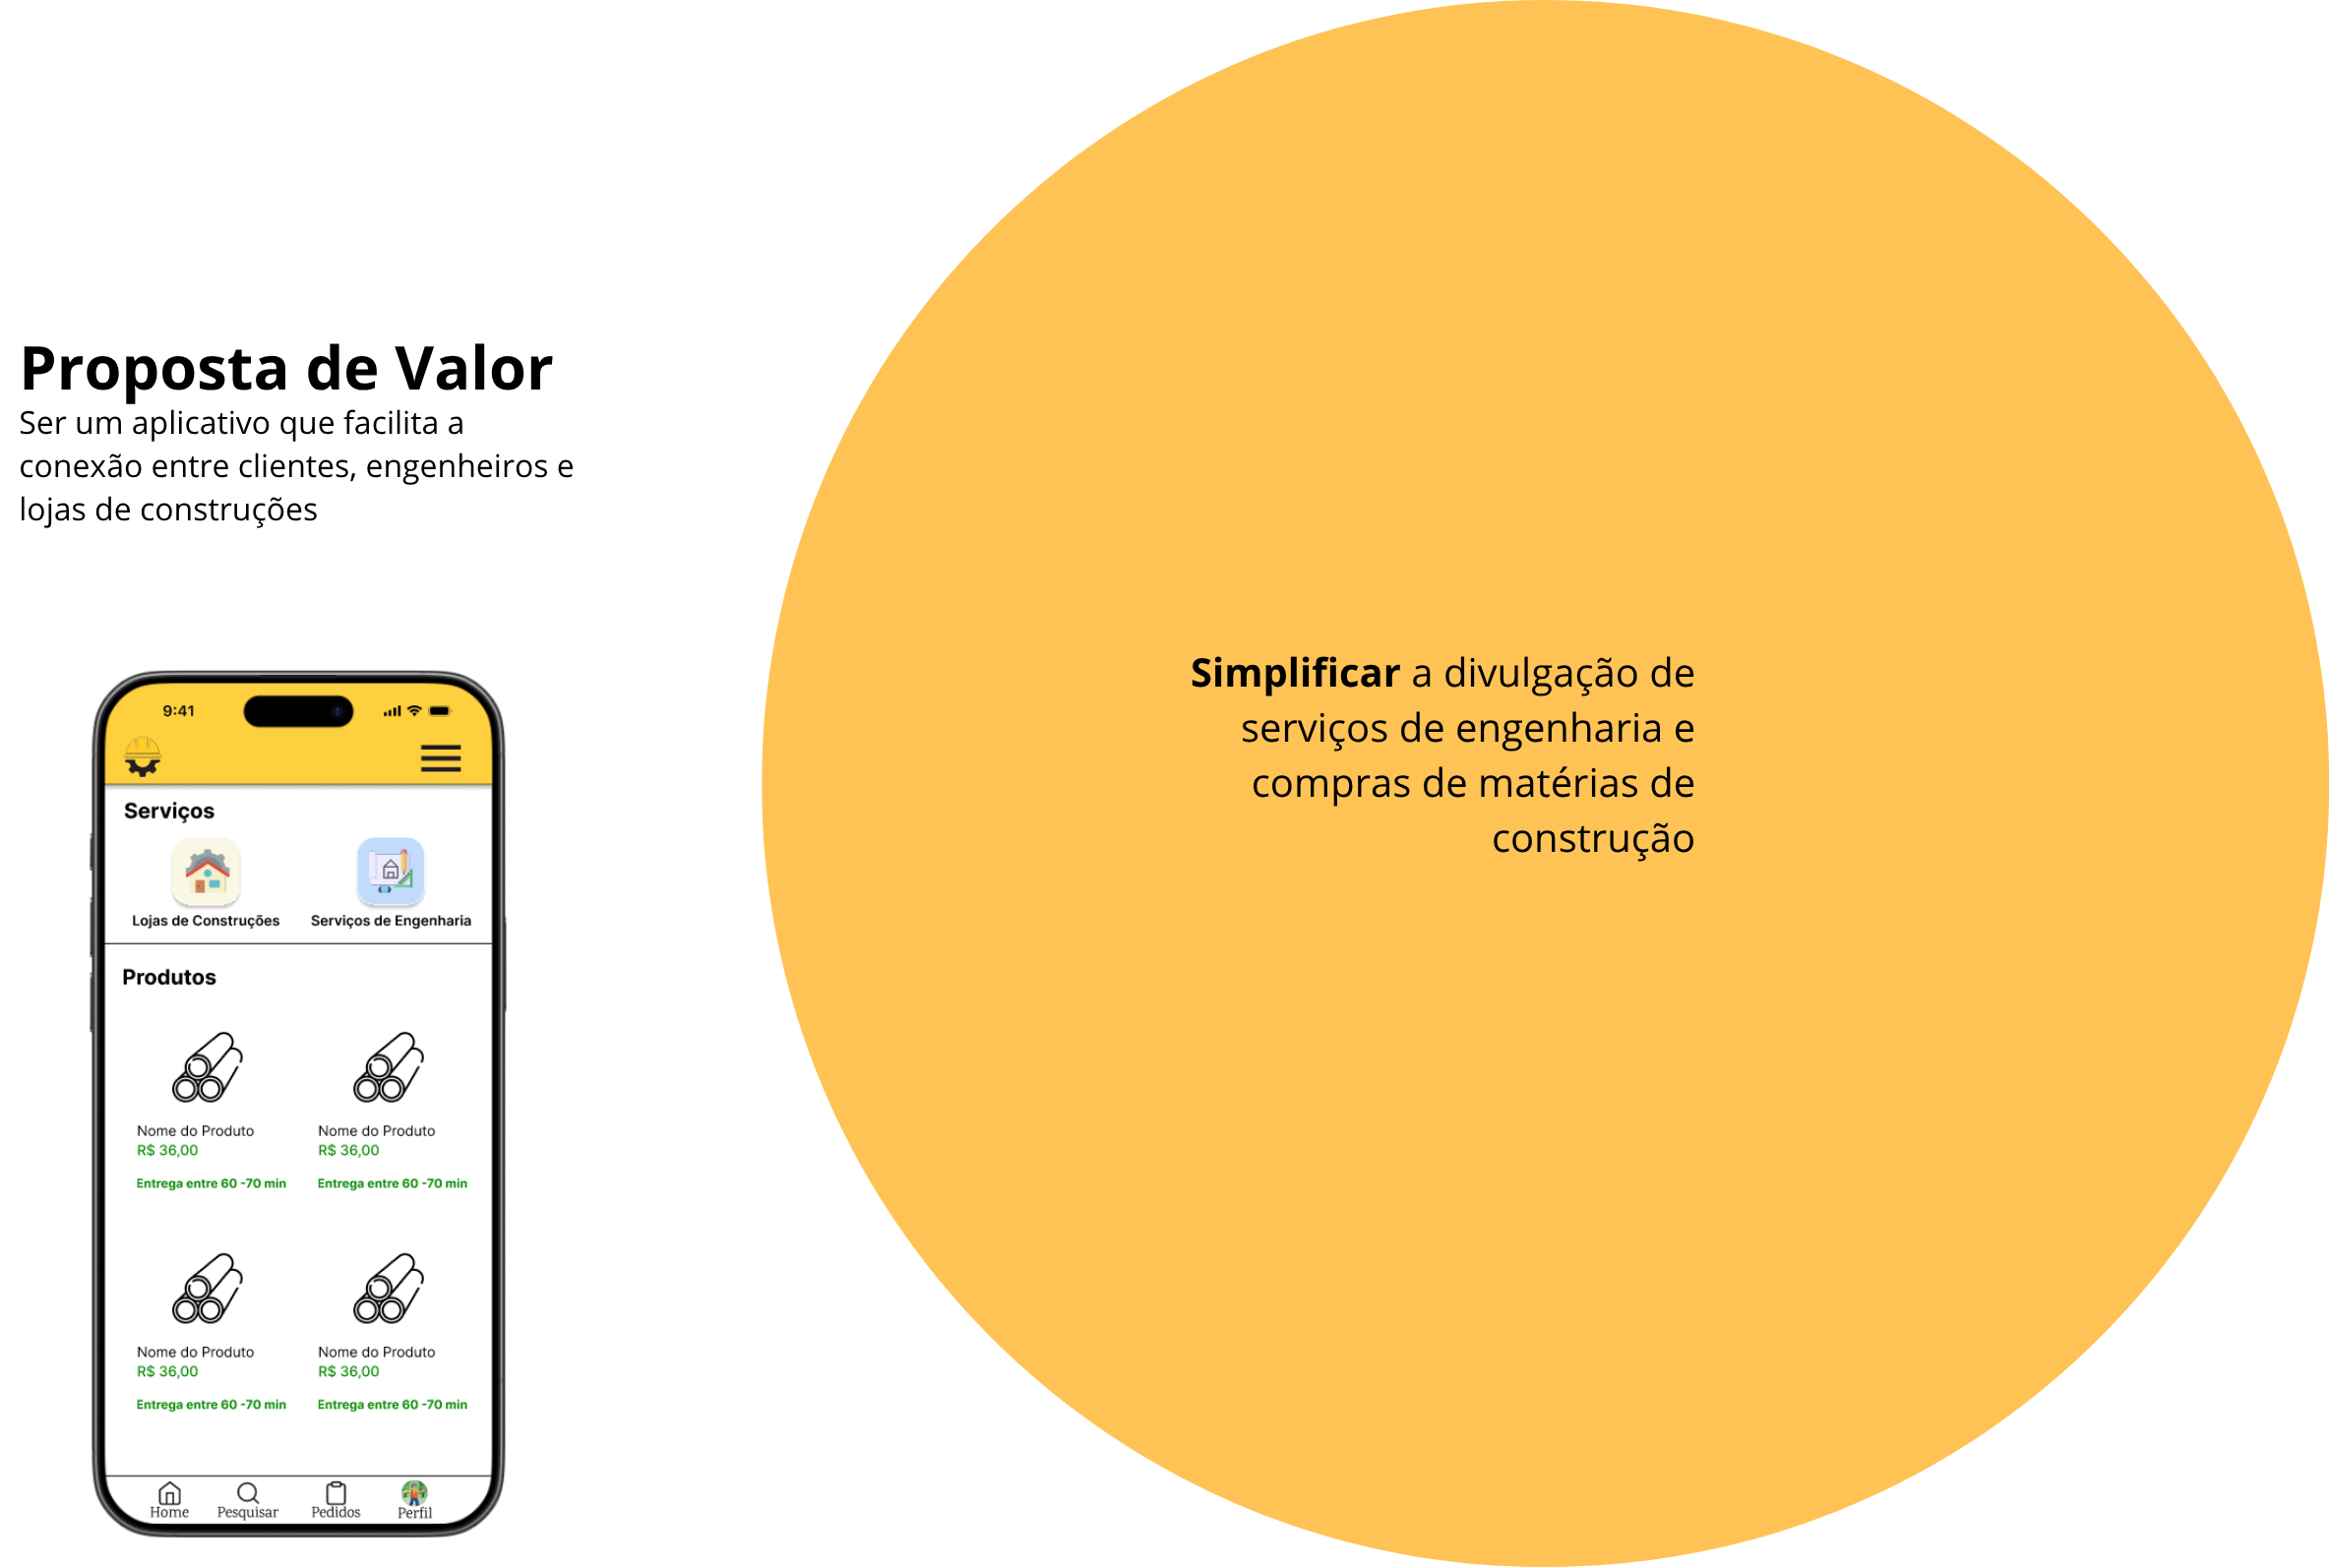 Proposta de Valor
Ser um aplicativo que facilita a
conexão entre clientes, engenheiros e
lojas de construções
9:41
Serviços
Lojas de Construções
Serviços de Engenharia
Produtos
Nome do Produto
R$ 36,00
Entrega entre 60 -70 min
Nome do Produto
R$ 36,00
Entrega entre 60 -70 min
Nome do Produto
R$ 36,00
Entrega entre 60 -70 min
Nome do Produto
R$ 36,00
Entrega entre 60 -70 min
Home
Pesquisar
Pedidos
Perfil
Simplificar a divulgação de
serviços de engenharia e
compras de matérias de
construção